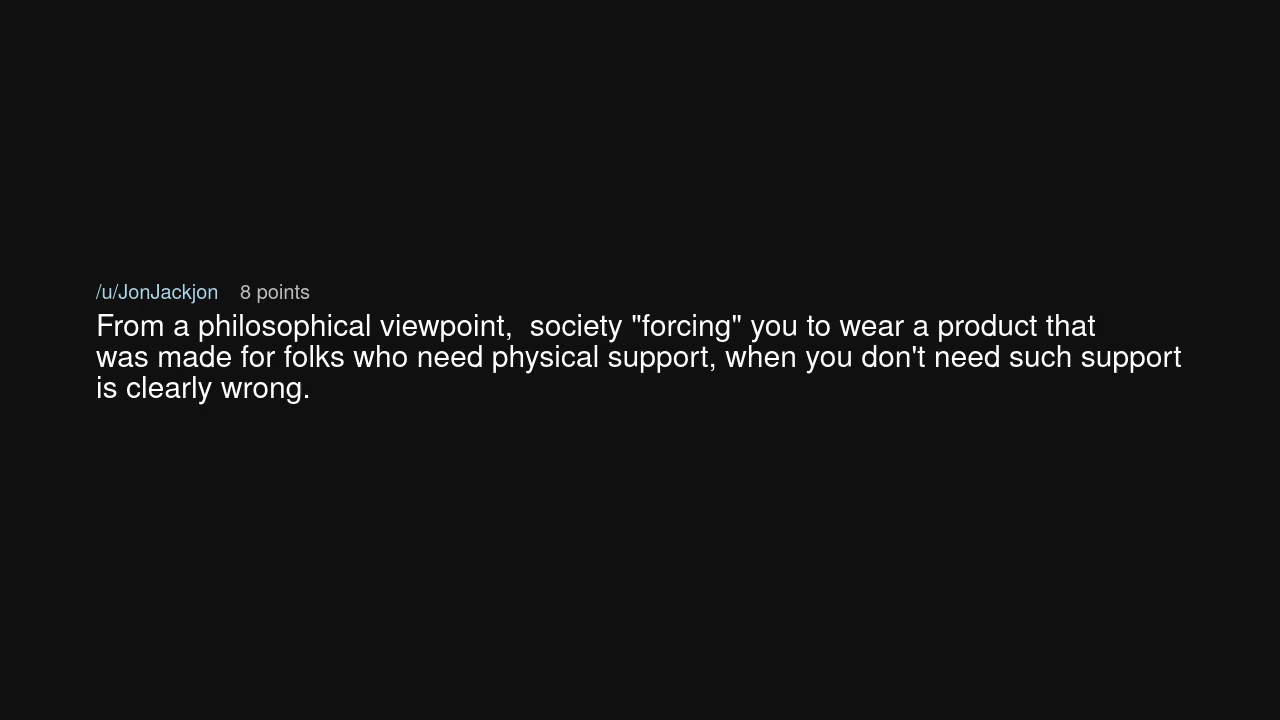 /u/JonJackjon 8 points
From a philosophical viewpoint,  society "forcing" you to wear a product that
was made for folks who need physical support, when you don't need such support
is clearly wrong.